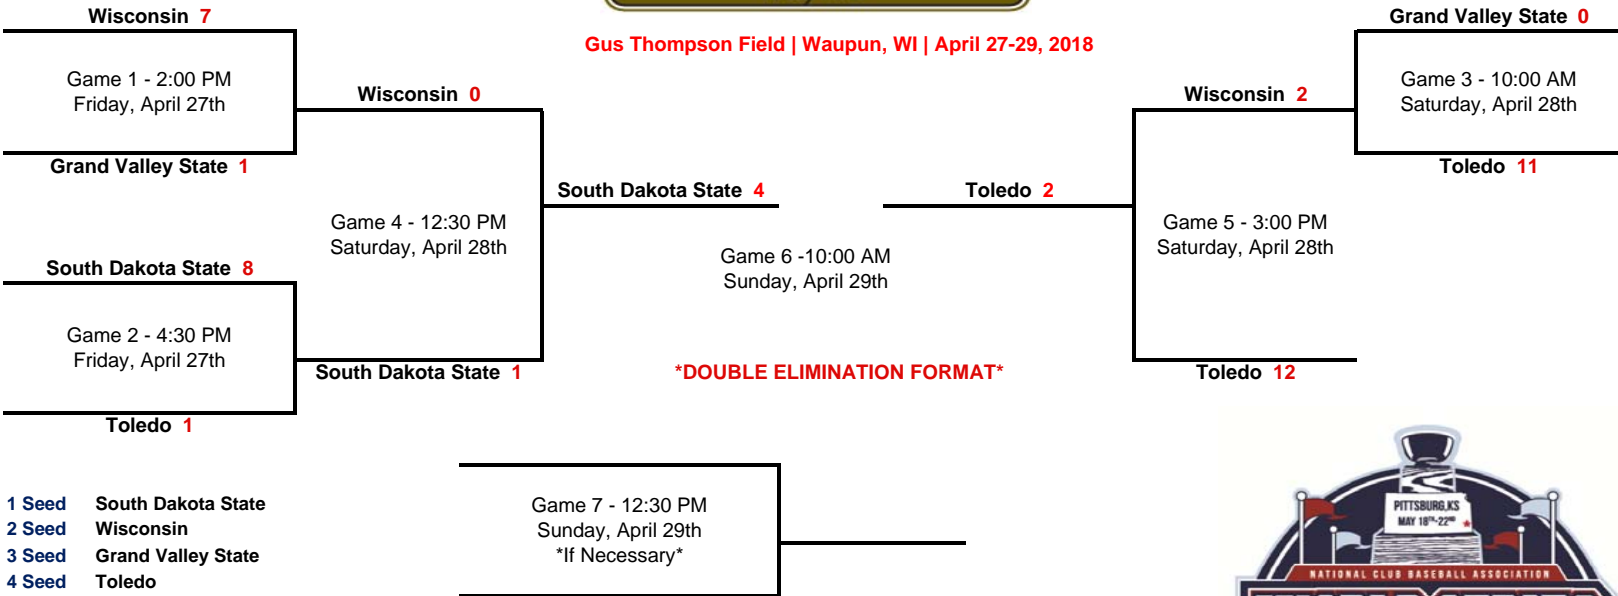 Wisconsin 7
Grand Valley State 0
Gus Thompson Field | Waupun, WI | April 27-29, 2018
Game 1 - 2:00 PM
Friday, April 27th
Game 3 - 10:00 AM
Saturday, April 28th
Wisconsin 0
Wisconsin 2
Grand Valley State 1
Toledo 11
South Dakota State 4
Toledo 2
Game 4 - 12:30 PM
Saturday, April 28th
Game 5 - 3:00 PM
Saturday, April 28th
Game 6 -10:00 AM
Sunday, April 29th
South Dakota State 8
Game 2 - 4:30 PM
Friday, April 27th
South Dakota State 1
*DOUBLE ELIMINATION FORMAT*
Toledo 12
Toledo 1
1 Seed South Dakota State
2 Seed Wisconsin
3 Seed Grand Valley State
4 Seed Toledo
Game 7 - 12:30 PM
Sunday, April 29th
*If Necessary*
PITTSBURG,KS
MAY 18TH-22ND
NATIONAL CLUB BASEBALL ASSOCIATION